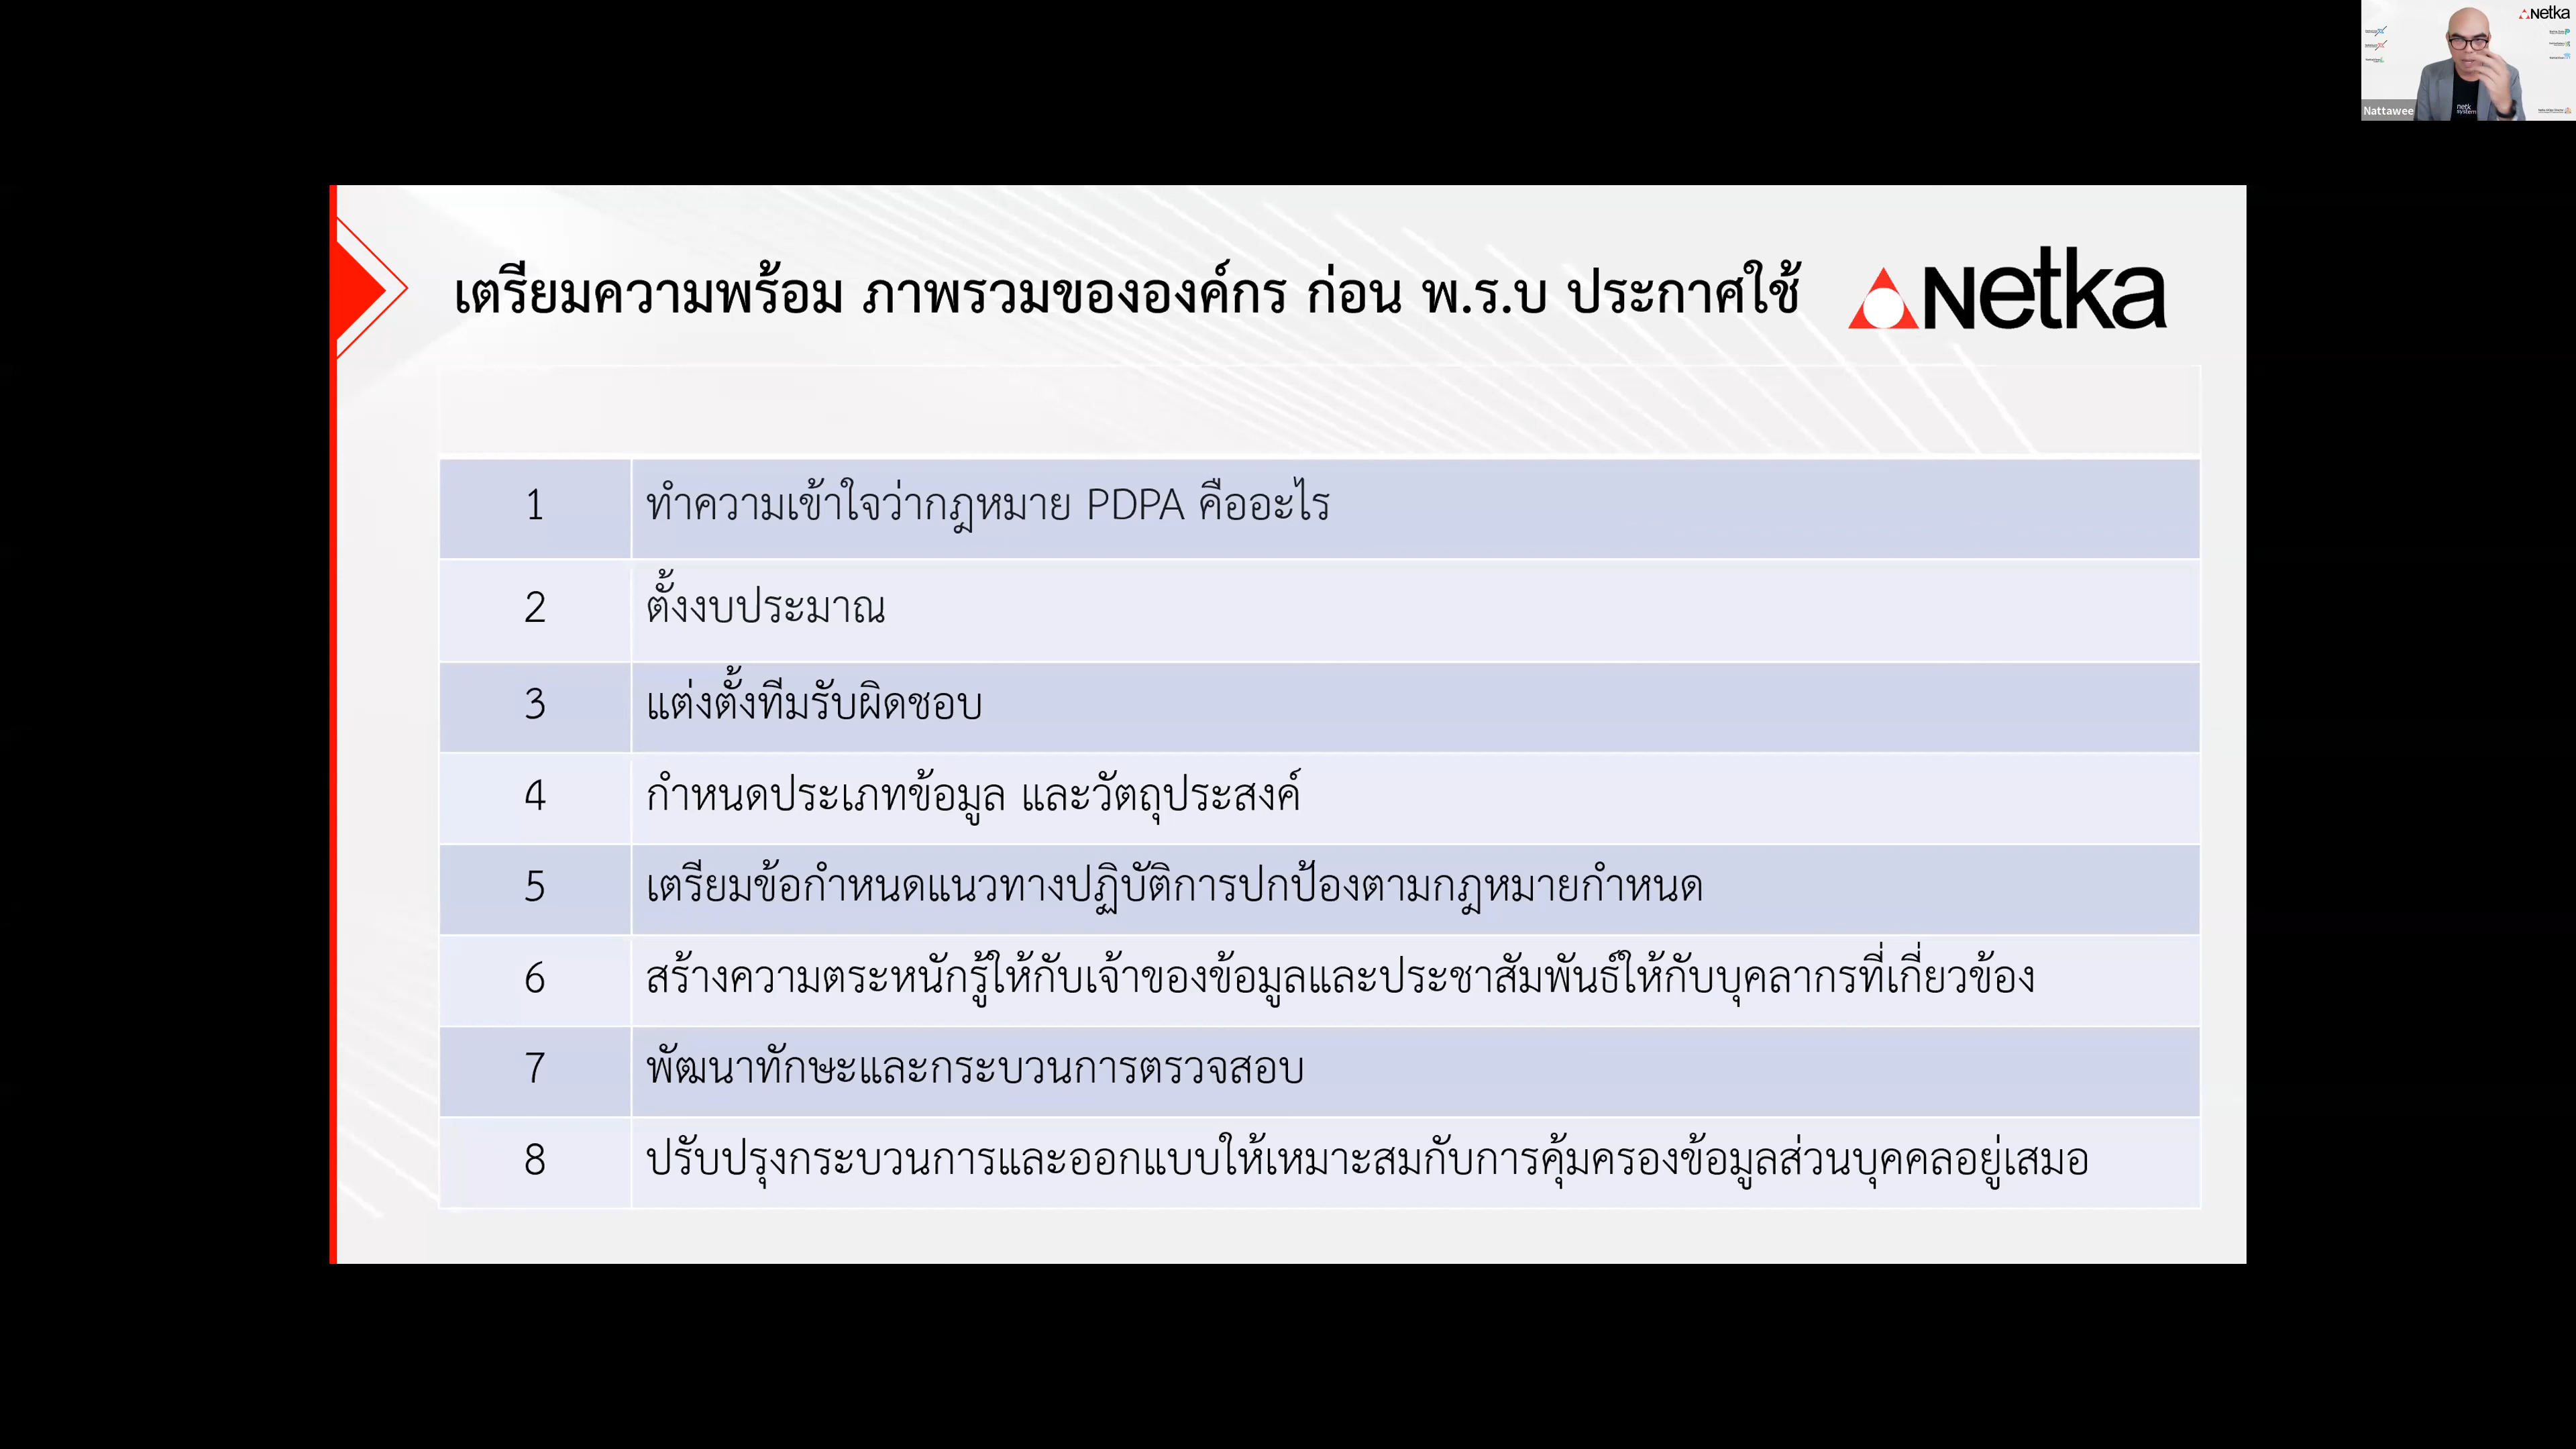 Netka
Nattawee
netk
system
เตรียมความพร้อม ภาพรวมขององค์กร ก่อน พ.ร.บ ประกาศใช้
Netka
1 ทำความเข้าใจว่ากฎหมาย PDPA คืออะไร
2 ตั้งงบประมาณ
3 แต่งตั้งทีมรับผิดชอบ
4 กำหนดประเภทข้อมูล และวัตถุประสงค์
5 เตรียมข้อกำหนดแนวทางปฏิบัติการปกป้องตามกฎหมายกำหนด
6 สร้างความตระหนักรู้ให้กับเจ้าของข้อมูลและประชาสัมพันธ์ให้กับบุคลากรที่เกี่ยวข้อง
7 พัฒนาทักษะและกระบวนการตรวจสอบ
8 ปรับปรุงกระบวนการและออกแบบให้เหมาะสมกับการคุ้มครองข้อมูลส่วนบุคคลอยู่เสมอ